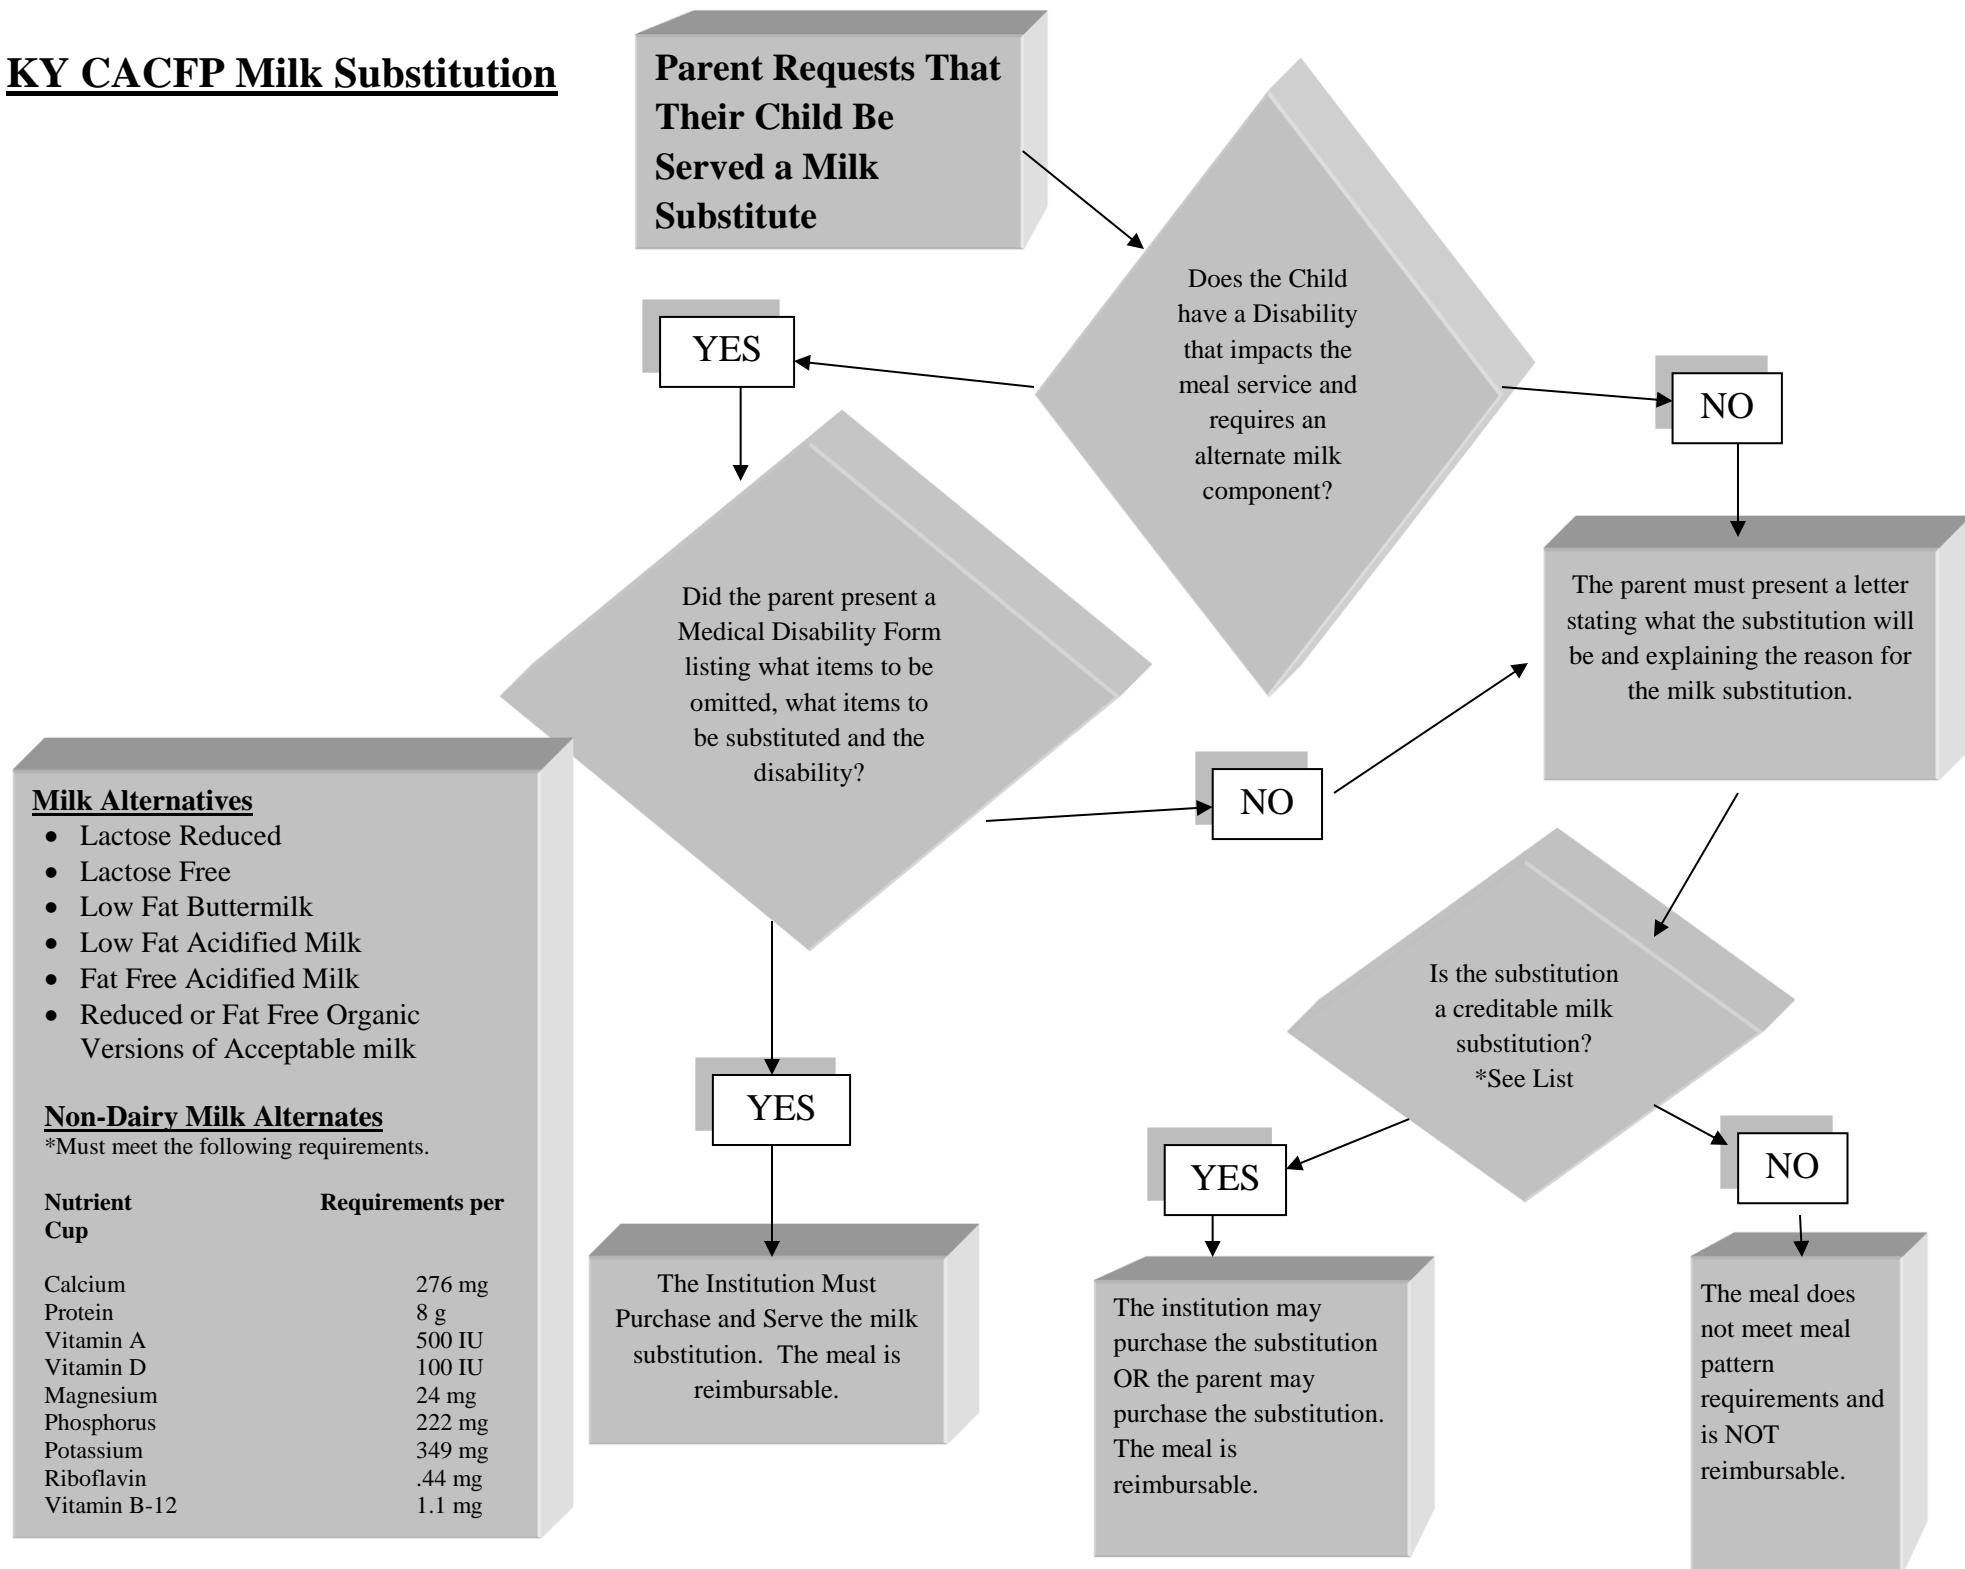 KY CACFP Milk Substitution
Parent Requests That
Their Child Be
Served a Milk
Substitute
Does the Child
have a Disability
that impacts the
meal service and
requires an
alternate milk
component?
YES
NO
Did the parent present a
Medical Disability Form
listing what items to be
omitted, what items to
be substituted and the
disability?
The parent must present a letter
stating what the substitution will
be and explaining the reason for
the milk substitution.
NO
YES
Is the substitution
a creditable milk
substitution?
*See List
YES
NO
The Institution Must
Purchase and Serve the milk
substitution. The meal is
reimbursable.
The institution may
purchase the substitution
OR the parent may
purchase the substitution.
The meal is
reimbursable.
The meal does
not meet meal
pattern
requirements and
is NOT
reimbursable.
Milk Alternatives
• Lactose Reduced
• Lactose Free
• Low Fat Buttermilk
• Low Fat Acidified Milk
• Fat Free Acidified Milk
• Reduced or Fat Free Organic
Versions of Acceptable milk
Non-Dairy Milk Alternates
*Must meet the following requirements.
Nutrient Requirements per
Cup
Calcium 276 mg
Protein 8 g
Vitamin A 500 IU
Vitamin D 100 IU
Magnesium 24 mg
Phosphorus 222 mg
Potassium 349 mg
Riboflavin .44 mg
Vitamin B-12 1.1 mg